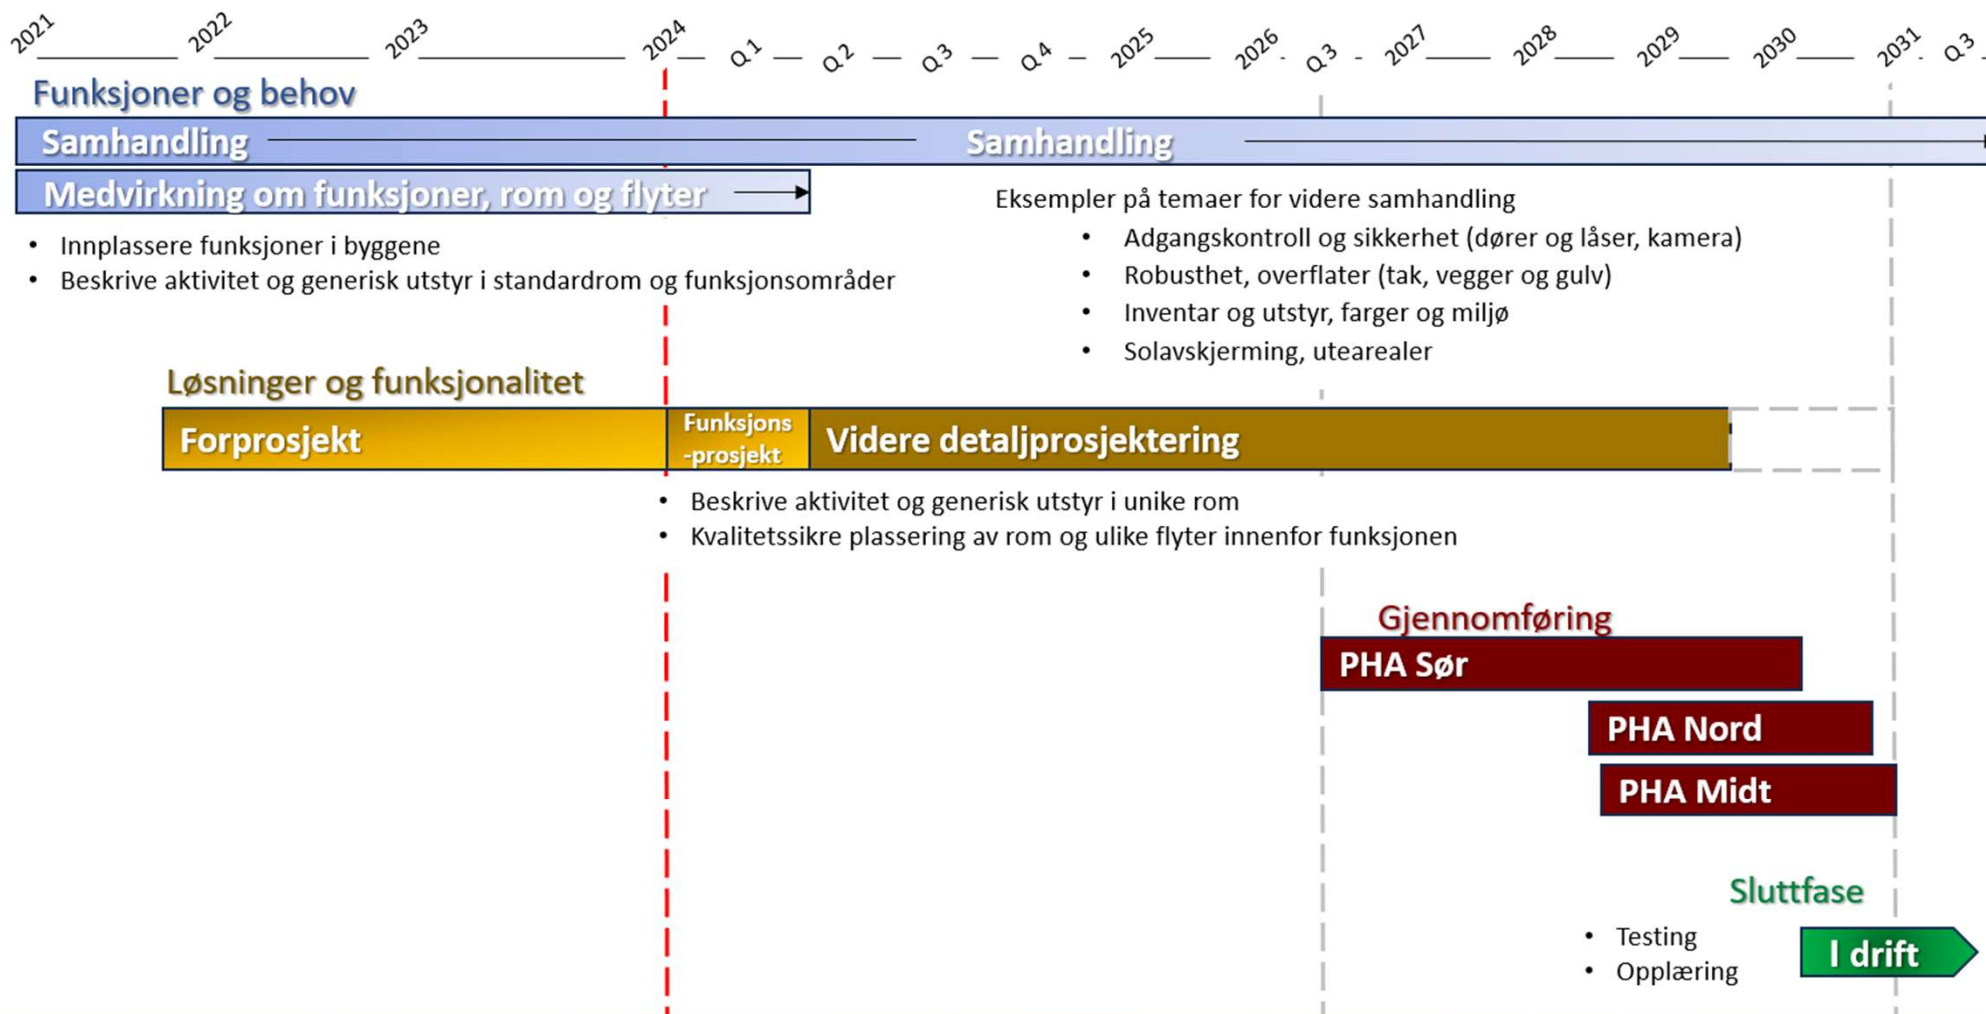 2021 2022 2023 2024 Q 1 Q 2 Q 3 Q 4 2025 2026 Q 3 2027 2028 2029 2030 2031 Q 3
Funksjoner og behov
Samhandling Samhandling
Medvirkning om funksjoner, rom og flyter
• Innplassere funksjoner i byggene
• Beskrive aktivitet og generisk utstyr i standardrom og funksjonsområder
Eksempler på temaer for videre samhandling
• Adgangskontroll og sikkerhet (dører og låser, kamera)
• Robusthet, overflater (tak, vegger og gulv)
• Inventar og utstyr, farger og miljø
• Solavskjerming, utearealer
Løsninger og funksjonalitet
Forprosjekt
Funksjons
-prosjekt
Videre detaljprosjektering
• Beskrive aktivitet og generisk utstyr i unike rom
• Kvalitetssikre plassering av rom og ulike flyter innenfor funksjonen
Gjennomføring
PHA Sør
PHA Nord
PHA Midt
Sluttfase
• Testing
• Opplæring
I drift